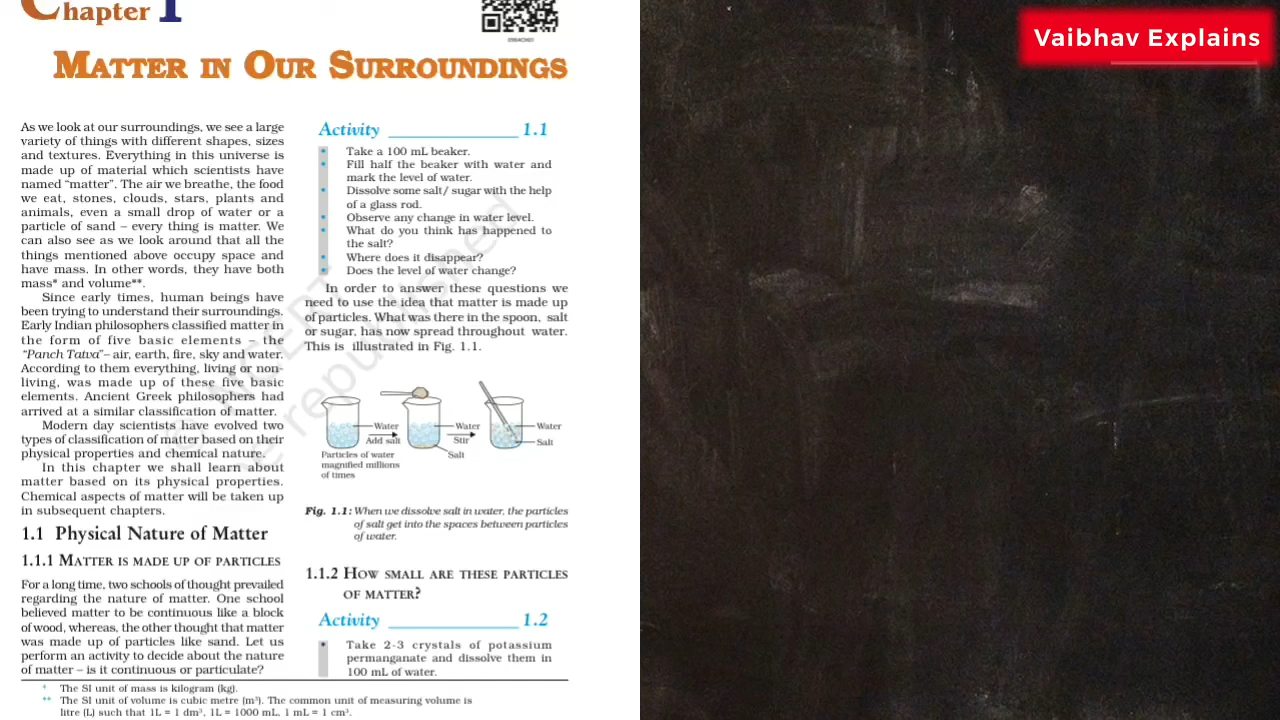 Chapter 1
MATTER IN OUR SURROUNDINGS
As we look at our surroundings, we see a large
variety of things with different shapes, sizes
and textures. Everything in this universe is
made up of material which scientists have
named “matter”. The air we breathe, the food
we eat, stones, clouds, stars, plants and
animals, even a small drop of water or a
particle of sand – every thing is matter. We
can also see as we look around that all the
things mentioned above occupy space and
have mass. In other words, they have both
mass* and volume**.
Since early times, human beings have
been trying to understand their surroundings.
Early Indian philosophers classified matter in
the form of five basic elements – the
“Panch Tatva”– air, earth, fire, sky and water.
According to them everything, living or non-
living, was made up of these five basic
elements. Ancient Greek philosophers had
arrived at a similar classification of matter.
Modern day scientists have evolved two
types of classification of matter based on their
physical properties and chemical nature.
In this chapter we shall learn about
matter based on its physical properties.
Chemical aspects of matter will be taken up
in subsequent chapters.
1.1 Physical Nature of Matter
1.1.1 MATTER IS MADE UP OF PARTICLES
For a long time, two schools of thought prevailed
regarding the nature of matter. One school
believed matter to be continuous like a block
of wood, whereas, the other thought that matter
was made up of particles like sand. Let us
perform an activity to decide about the nature
of matter – is it continuous or particulate?
Activity ______________ 1.1
• Take a 100 mL beaker.
• Fill half the beaker with water and
mark the level of water.
• Dissolve some salt/ sugar with the help
of a glass rod.
• Observe any change in water level.
• What do you think has happened to
the salt?
• Where does it disappear?
• Does the level of water change?
In order to answer these questions we
need to use the idea that matter is made up
of particles. What was there in the spoon, salt
or sugar, has now spread throughout water.
This is illustrated in Fig. 1.1.
Water
Add salt
Water
Stir
Salt
Water
Salt
Particles of water
magnified millions
of times
Fig. 1.1: When we dissolve salt in water, the particles
of salt get into the spaces between particles
of water.
1.1.2 HOW SMALL ARE THESE PARTICLES
OF MATTER?
Activity ______________ 1.2
• Take 2-3 crystals of potassium
permanganate and dissolve them in
100 mL of water.
* The SI unit of mass is kilogram (kg).
** The SI unit of volume is cubic metre (m³). The common unit of measuring volume is
litre (L) such that 1L = 1 dm³, 1L = 1000 mL, 1 mL = 1 cm³.
Vaibhav Explains